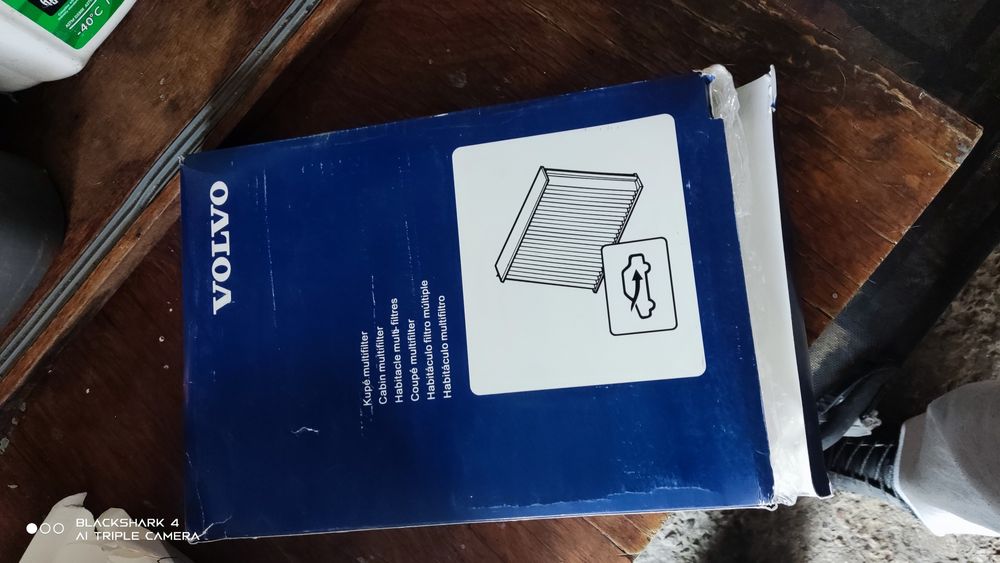 VOLVO
Kupé multifilter
Cabin multifilter
Habitacle multi-filtres
Coupé multifilter
Habitáculo filtro múltiple
Habitáculo multifiltro
-40°C
BLACKSHARK 4
AI TRIPLE CAMERA